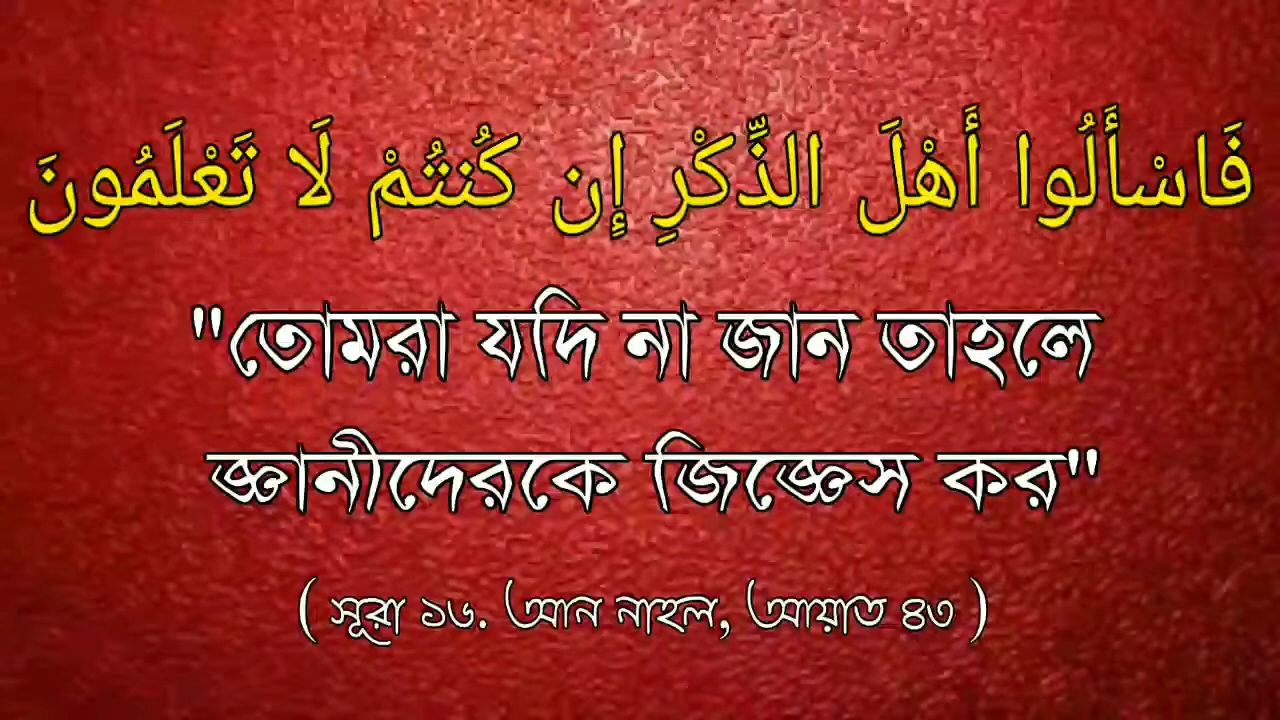 فَاسْأَلُوا أَهْلَ الذِّكْرِ إِن كُنتُمْ لَا تَعْلَمُونَ
"তোমরা যদি না জান তাহলে
জ্ঞানীদেরকে জিজ্ঞেস কর"
( সূরা ১৬. আন নাহল, আয়াত ৪৩ )